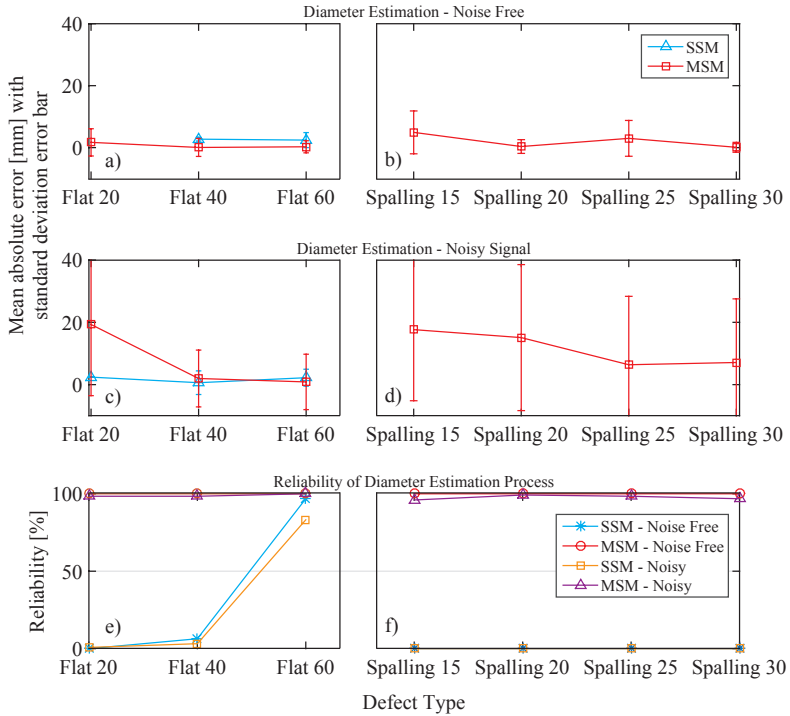 Diameter Estimation - Noise Free
Mean absolute error [mm] with
standard deviation error bar
40
20
0
a)
b)
SSM
MSM
Flat 20
Flat 40
Flat 60
Spalling 15
Spalling 20
Spalling 25
Spalling 30
Diameter Estimation - Noisy Signal
40
20
0
c)
d)
Flat 20
Flat 40
Flat 60
Spalling 15
Spalling 20
Spalling 25
Spalling 30
Reliability of Diameter Estimation Process
Reliability [%]
100
50
0
e)
f)
SSM - Noise Free
MSM - Noise Free
SSM - Noisy
MSM - Noisy
Flat 20
Flat 40
Flat 60
Spalling 15
Spalling 20
Spalling 25
Spalling 30
Defect Type